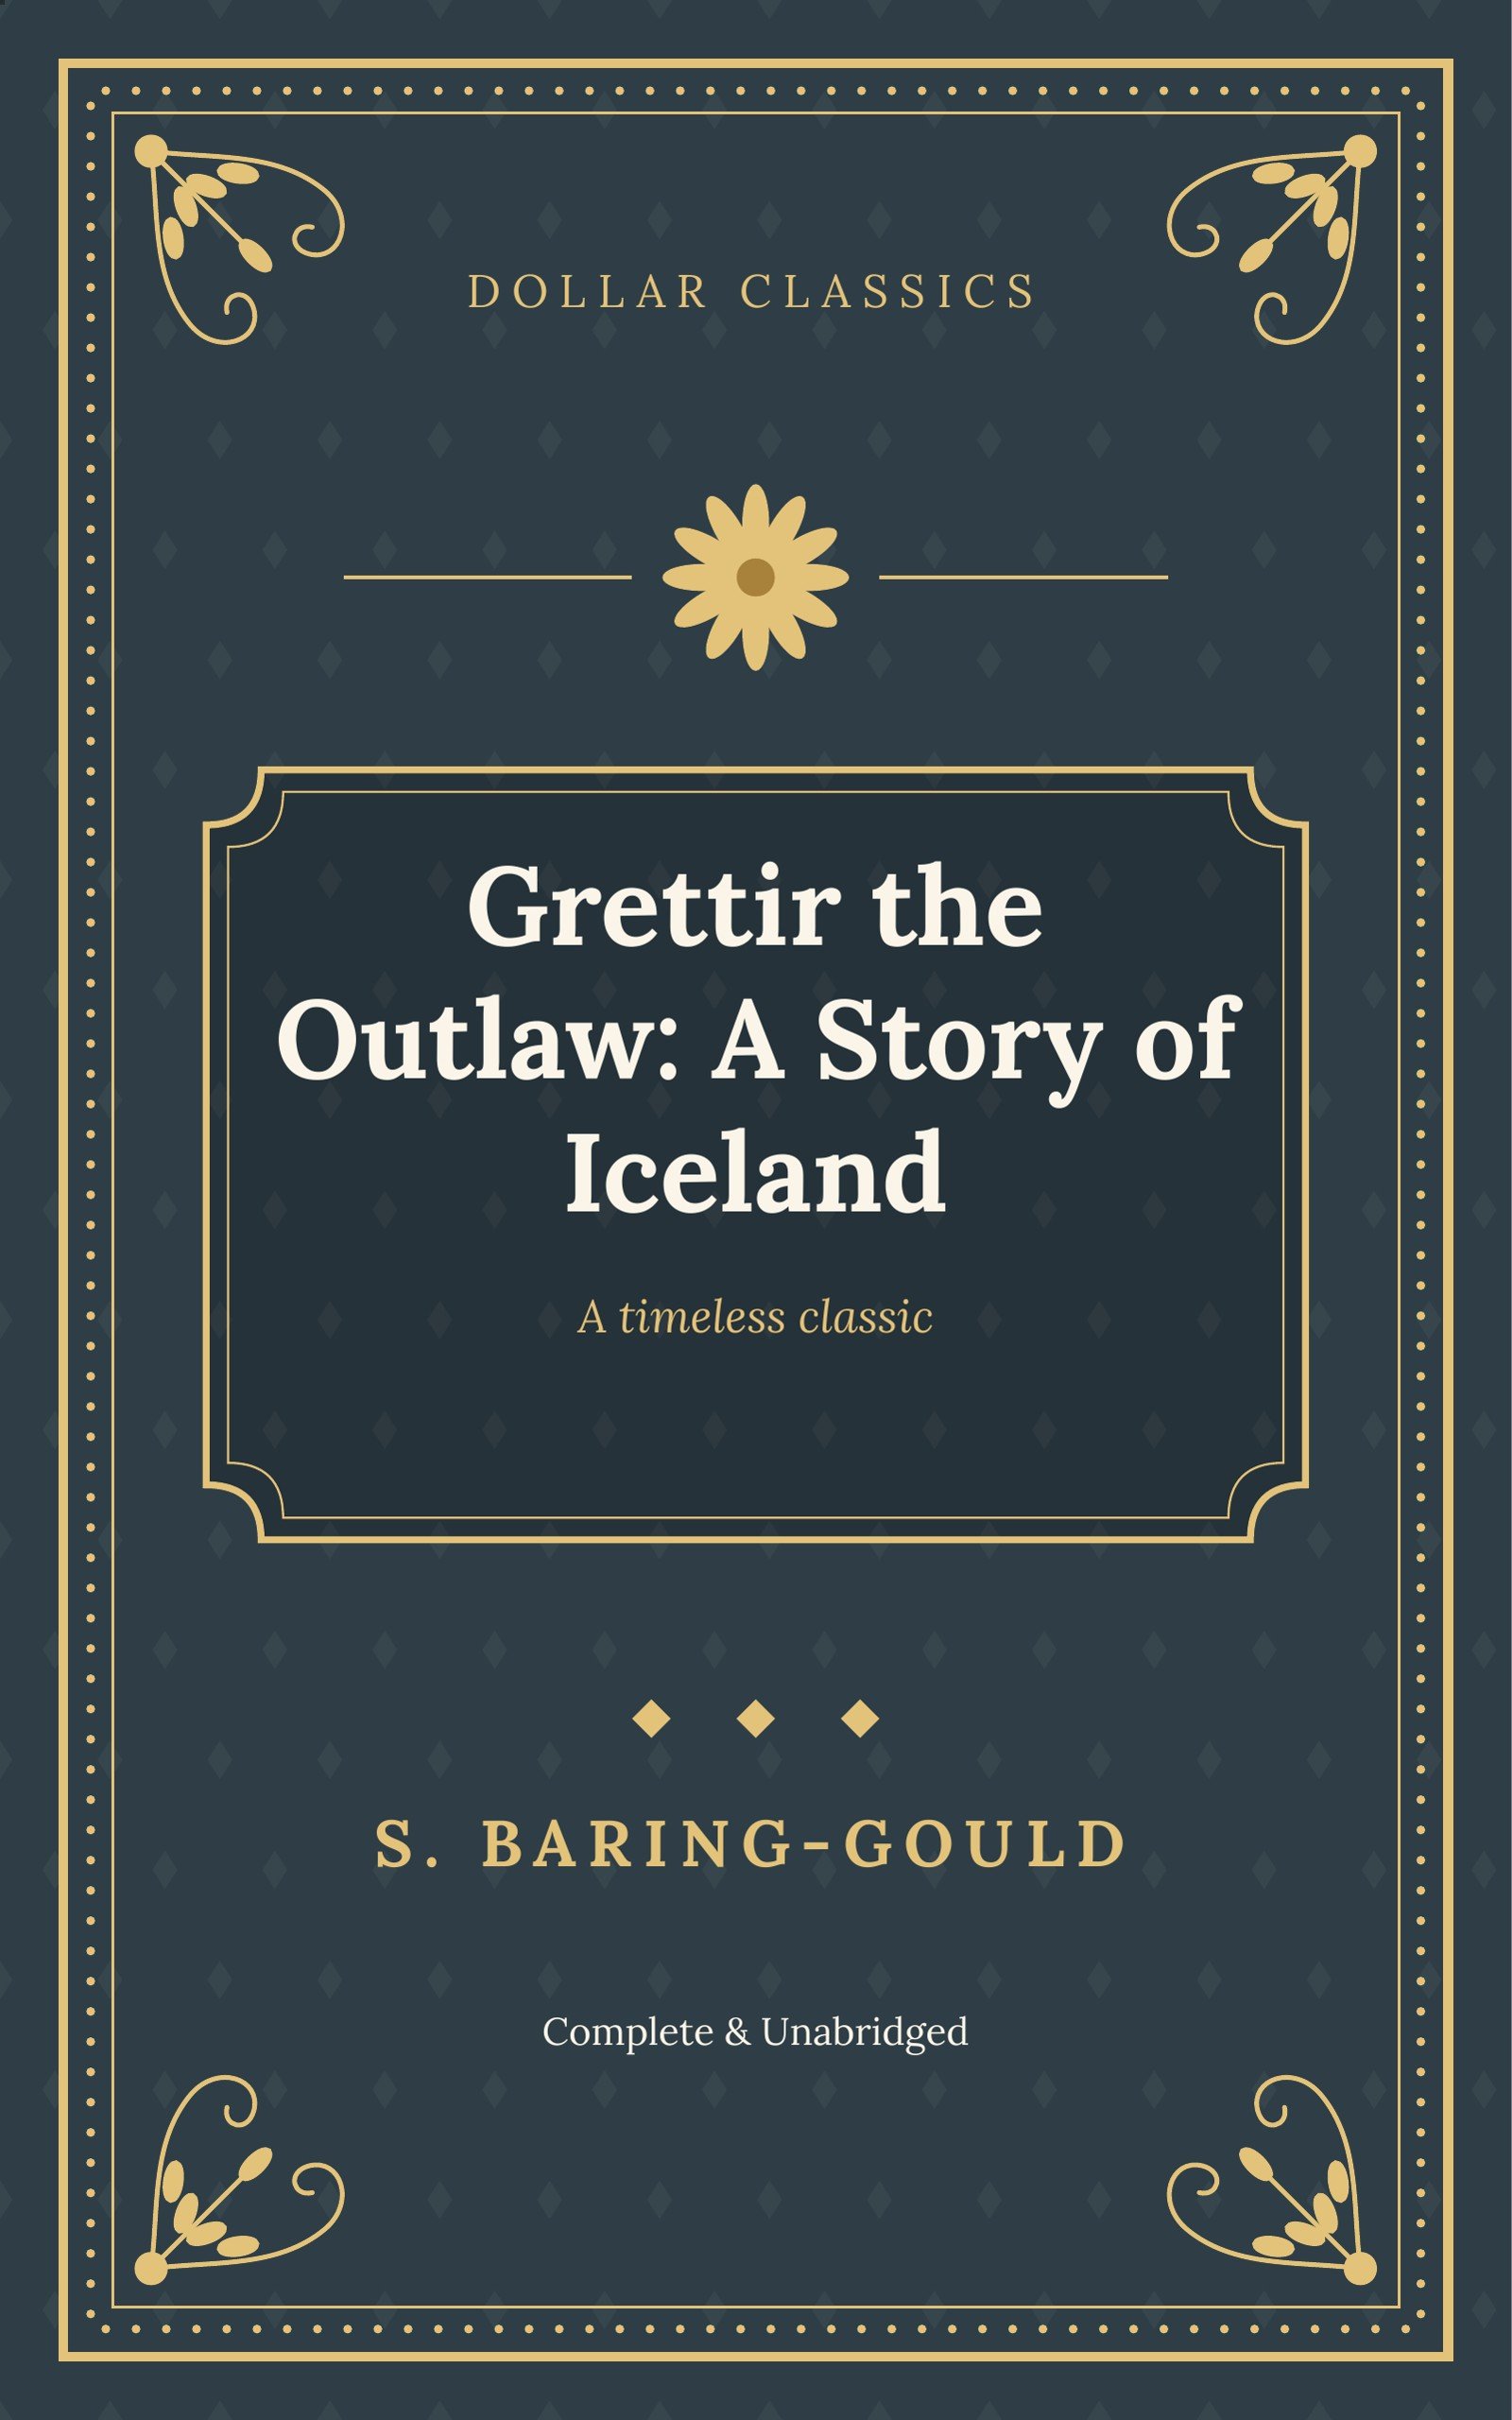 DOLLAR CLASSICS
Grettir the
Outlaw: A Story of
Iceland
A timeless classic
S. BARING-GOULD
Complete & Unabridged